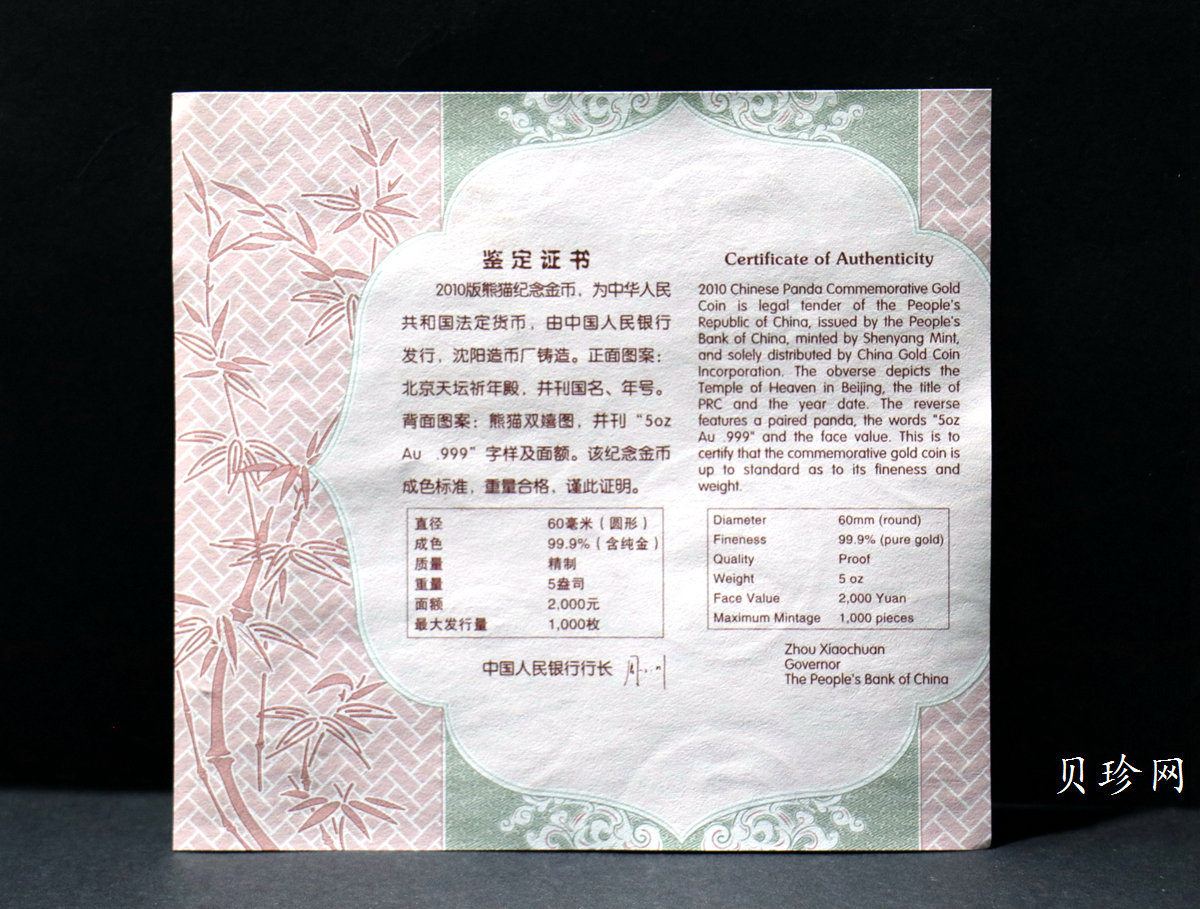 鉴定证书
2010版熊猫纪念金币，为中华人民
共和国法定货币，由中国人民银行
发行，沈阳造币厂铸造。正面图案：
北京天坛祈年殿，并刊国名、年号。
背面图案：熊猫双嬉图，并刊“5oz
Au .999”字样及面额。该纪念金币
成色标准，重量合格，谨此证明。
直径 60毫米（圆形）
成色 99.9%（含纯金）
质量 精制
重量 5盎司
面额 2,000元
最大发行量 1,000枚
中国人民银行行长
Certificate of Authenticity
2010 Chinese Panda Commemorative Gold
Coin is legal tender of the People's
Republic of China, issued by the People's
Bank of China, minted by Shenyang Mint,
and solely distributed by China Gold Coin
Incorporation. The obverse depicts the
Temple of Heaven in Beijing, the title of
PRC and the year date. The reverse
features a paired panda, the words "5oz
Au .999" and the face value. This is to
certify that the commemorative gold coin is
up to standard as to its fineness and
weight.
Diameter 60mm (round)
Fineness 99.9% (pure gold)
Quality Proof
Weight 5 oz
Face Value 2,000 Yuan
Maximum Mintage 1,000 pieces
Zhou Xiaochuan
Governor
The People's Bank of China
贝珍网